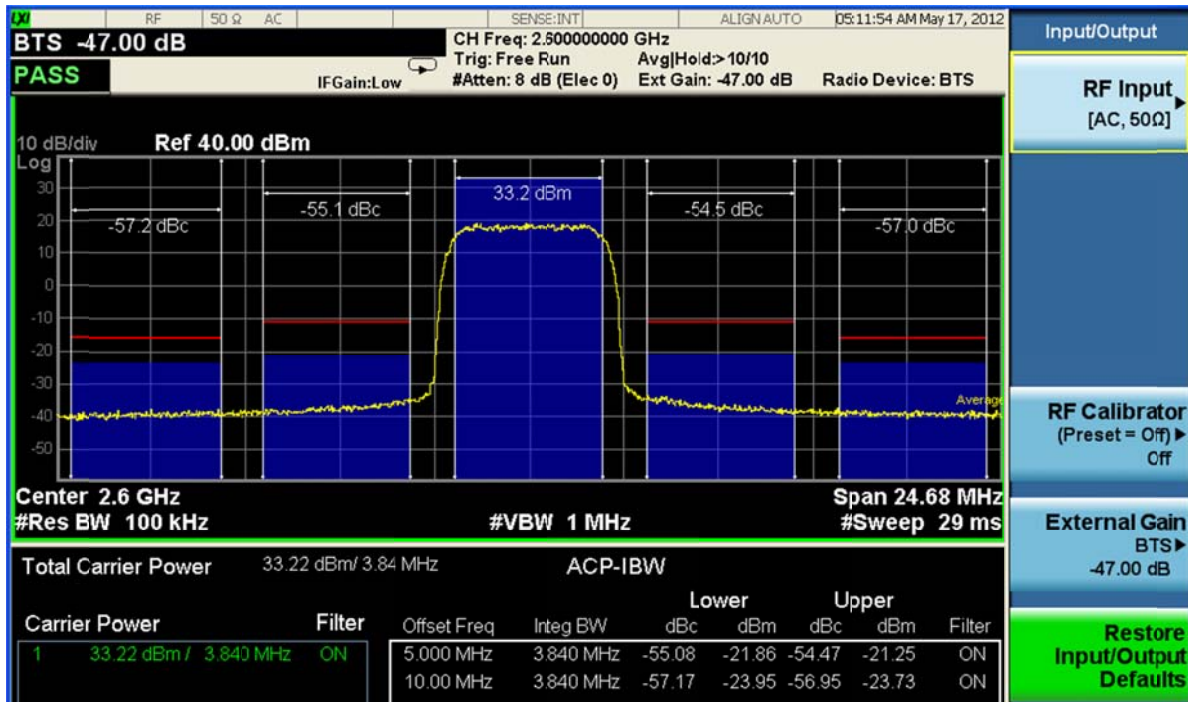 LXI RF 50 Ω AC SENSE:INT ALIGN AUTO 05:11:54 AM May 17, 2012
BTS -47.00 dB
CH Freq: 2.600000000 GHz
Trig: Free Run Avg|Hold:> 10/10
PASS
IFGain:Low
#Atten: 8 dB (Elec 0) Ext Gain: -47.00 dB Radio Device: BTS
10 dB/div Ref 40.00 dBm
Log
30
20
10
0
-10
-20
-30
-40
-50
-57.2 dBc
-55.1 dBc
33.2 dBm
-54.5 dBc
-57.0 dBc
Average
Center 2.6 GHz Span 24.68 MHz
#Res BW 100 kHz #VBW 1 MHz #Sweep 29 ms
Total Carrier Power 33.22 dBm/ 3.84 MHz ACP-IBW
Lower Upper
Carrier Power Filter Offset Freq Integ BW dBc dBm dBc dBm Filter
1 33.22 dBm / 3.840 MHz ON 5.000 MHz 3.840 MHz -55.08 -21.86 -54.47 -21.25 ON
10.00 MHz 3.840 MHz -57.17 -23.95 -56.95 -23.73 ON
Input/Output
RF Input
[AC, 50Ω]
RF Calibrator
(Preset = Off)
Off
External Gain
BTS
-47.00 dB
Restore
Input/Output
Defaults